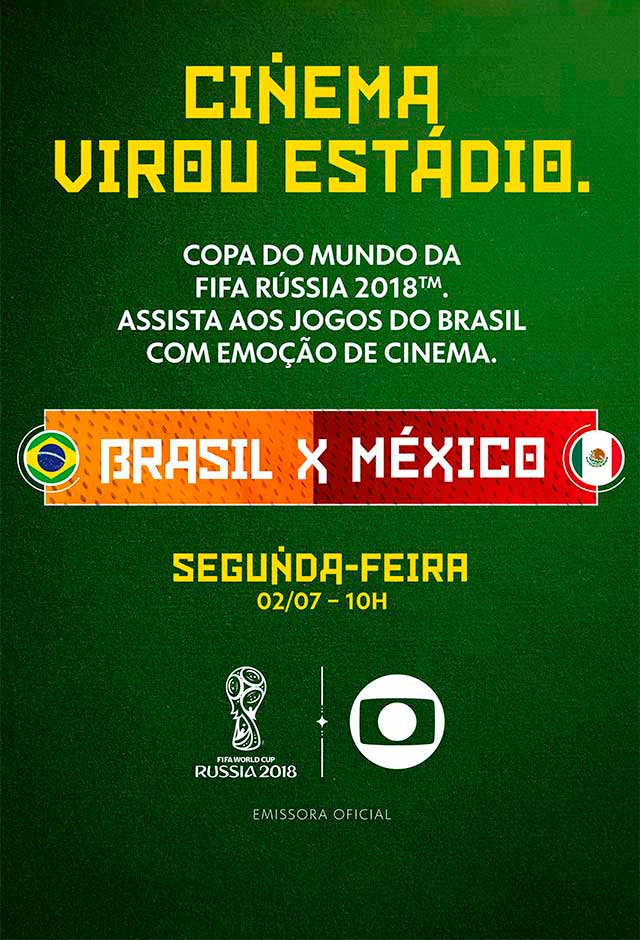 CINEMA
VIROU ESTÁDIO.
COPA DO MUNDO DA
FIFA RÚSSIA 2018™.
ASSISTA AOS JOGOS DO BRASIL
COM EMOÇÃO DE CINEMA.
BRASIL X MÉXICO
SEGUNDA-FEIRA
02/07 – 10H
FIFA WORLD CUP
RUSSIA 2018
EMISSORA OFICIAL